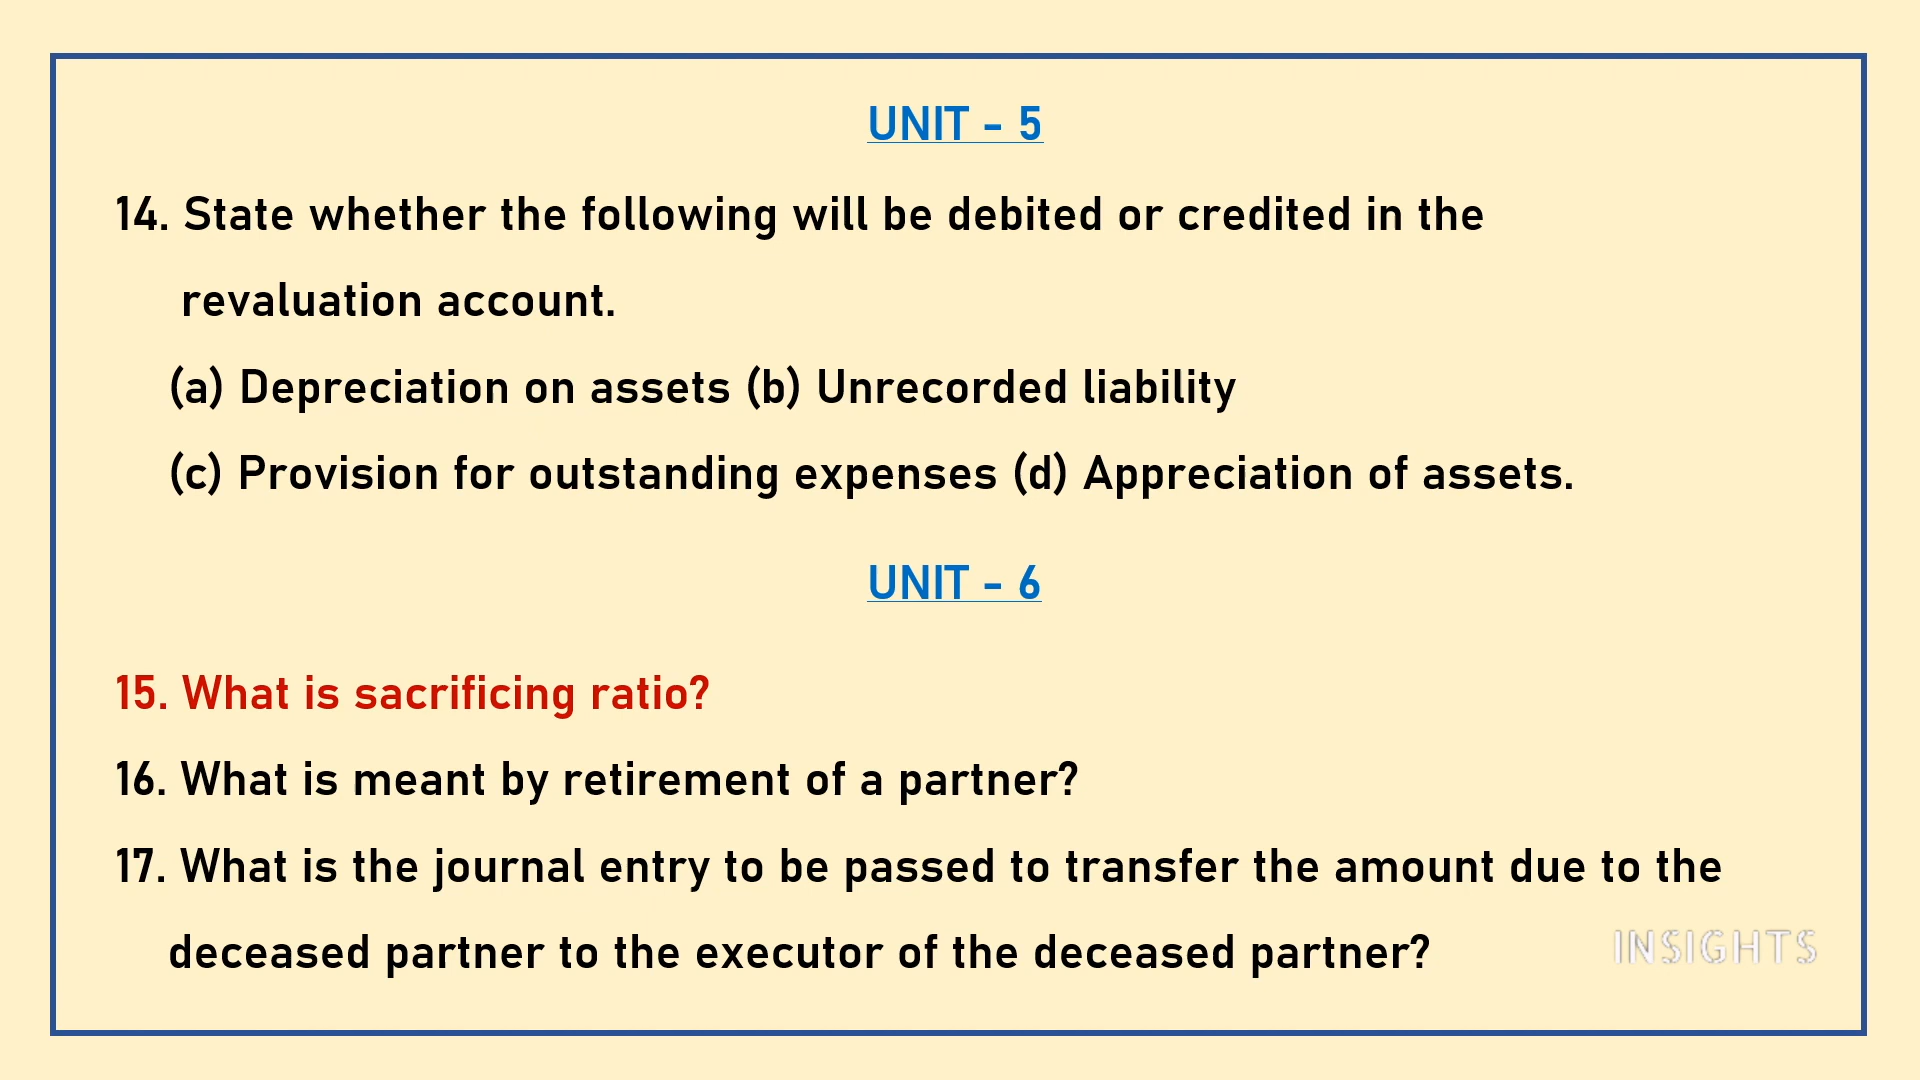 UNIT - 5
14. State whether the following will be debited or credited in the
revaluation account.
(a) Depreciation on assets (b) Unrecorded liability
(c) Provision for outstanding expenses (d) Appreciation of assets.
UNIT - 6
15. What is sacrificing ratio?
16. What is meant by retirement of a partner?
17. What is the journal entry to be passed to transfer the amount due to the
deceased partner to the executor of the deceased partner?
INSIGHTS